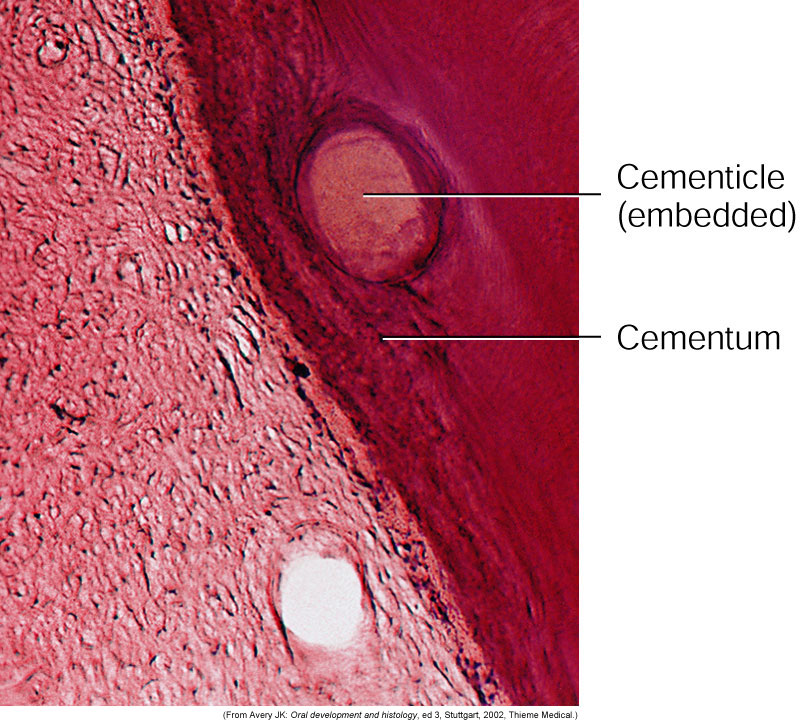 Cementicle
(embedded)
Cementum
(From Avery JK: Oral development and histology, ed 3, Stuttgart, 2002, Thieme Medical.)